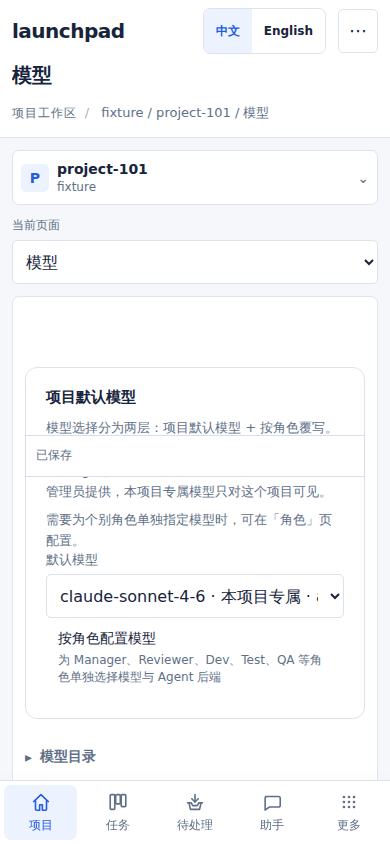 launchpad
中文 English ...
模型
项目工作区 / fixture / project-101 / 模型
P project-101
fixture
当前页面
模型
项目默认模型
模型选择分为两层：项目默认模型 + 按角色覆写。
已保存
管理员提供，本项目专属模型只对这个项目可见。
需要为个别角色单独指定模型时，可在「角色」页
配置。
默认模型
claude-sonnet-4-6 · 本项目专属 ·
按角色配置模型
为 Manager、Reviewer、Dev、Test、QA 等角
色单独选择模型与 Agent 后端
模型目录
项目 任务 待处理 助手 更多